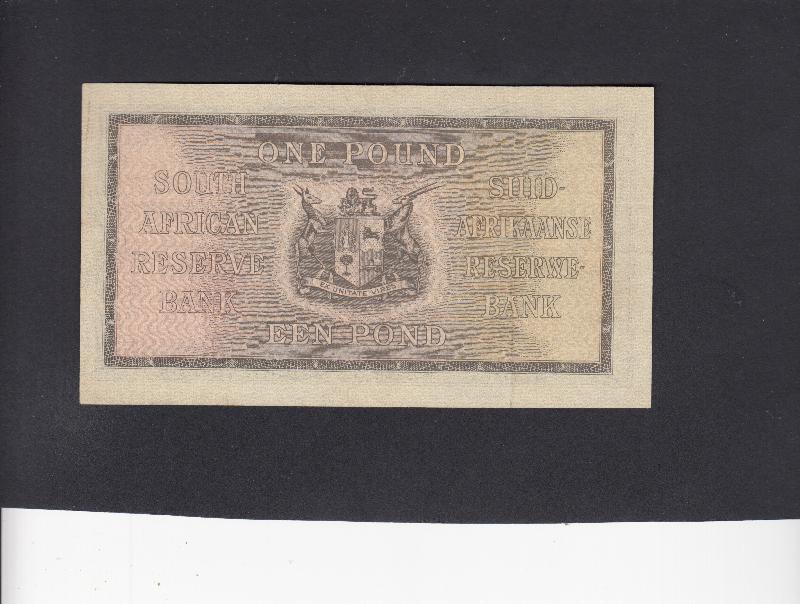 ONE POUND
SOUTH
AFRICAN
RESERVE
BANK
SUID-
AFRIKAANSE
RESERWE-
BANK
EX UNITATE VIRES
EEN POND